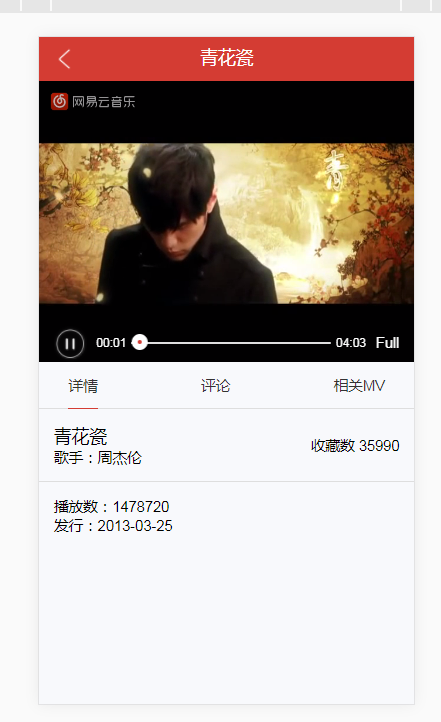 青花瓷
网易云音乐
00:01
04:03 Full
详情 评论 相关MV
青花瓷
歌手：周杰伦
收藏数 35990
播放数：1478720
发行：2013-03-25